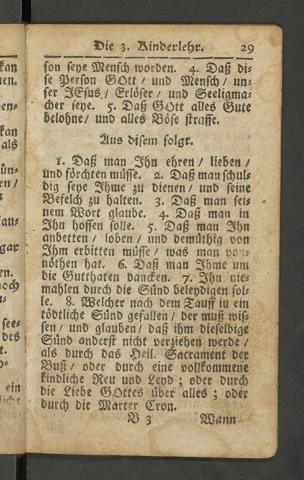 Die 3. Kinderlehr. 29
son seye Mensch worden. 4. Daß di-
se Person GOtt / und Mensch / un-
ser JEsus / Erlöser / und Seeligma-
cher seye. 5. Daß GOtt alles Gute
belohne / und alles Böse straffe.
Aus disem folgt.
1. Daß man Ihn ehren / lieben /
und förchten müsse. 2. Daß man schul-
dig seye Ihme zu dienen / und seine
Befelch zu halten. 3. Daß man sei-
nem Wort glaube. 4. Daß man in
Ihn hoffen solle. 5. Daß man Ihn
anbetten / loben / und demüthig von
Ihm erbitten müsse / was man von-
nöthen hat. 6. Daß man Ihme um
die Gutthaten dancken. 7. Ihn nie-
mahlen durch die Sünd beleydigen sol-
le. 8. Welcher nach dem Tauff in ein
tödtliche Sünd gefallen / der muß wis-
sen / und glauben / daß ihm dieselbige
Sünd anderst nicht verziehen werde /
als durch das Heil. Sacrament der
Buß / oder durch eine vollkommene
kindliche Reu und Leyd ; oder durch
die Liebe GOttes über alles ; oder
durch die Marter Cron.
B 3 Wann